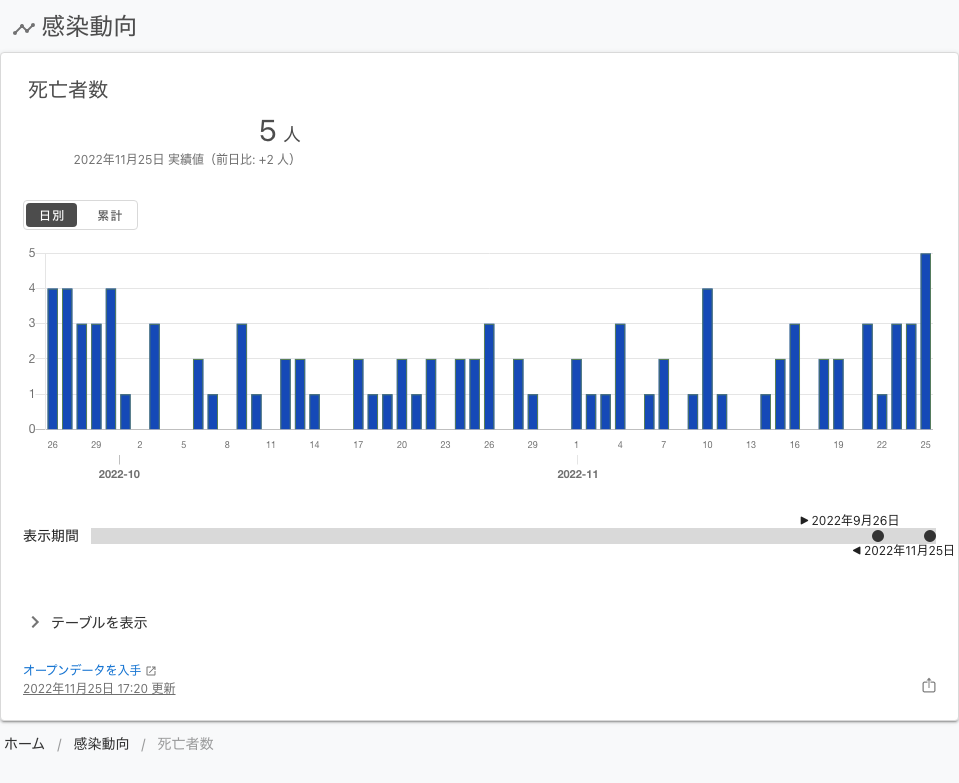 感染動向
死亡者数
5 人
2022年11月25日 実績値（前日比: +2 人）
日別 累計
5
4
3
2
1
0
26 29 2 5 8 11 14 17 20 23 26 29 1 4 7 10 13 16 19 22 25
2022-10 2022-11
2022年9月26日
表示期間
2022年11月25日
テーブルを表示
オープンデータを入手
2022年11月25日 17:20 更新
ホーム / 感染動向 / 死亡者数